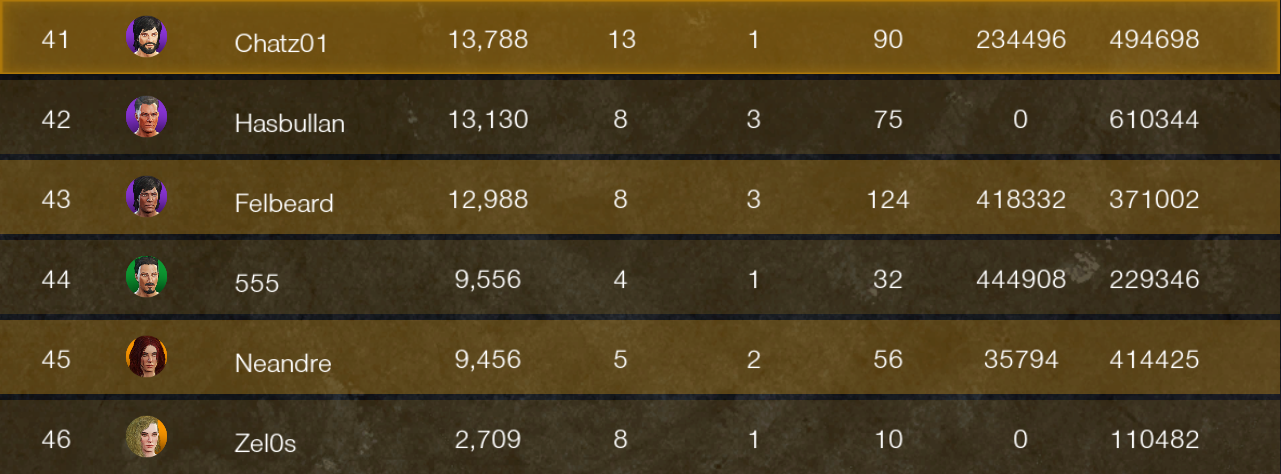 41 Chatz01 13,788 13 1 90 234496 494698
42 Hasbullan 13,130 8 3 75 0 610344
43 Felbeard 12,988 8 3 124 418332 371002
44 555 9,556 4 1 32 444908 229346
45 Neandre 9,456 5 2 56 35794 414425
46 Zel0s 2,709 8 1 10 0 110482